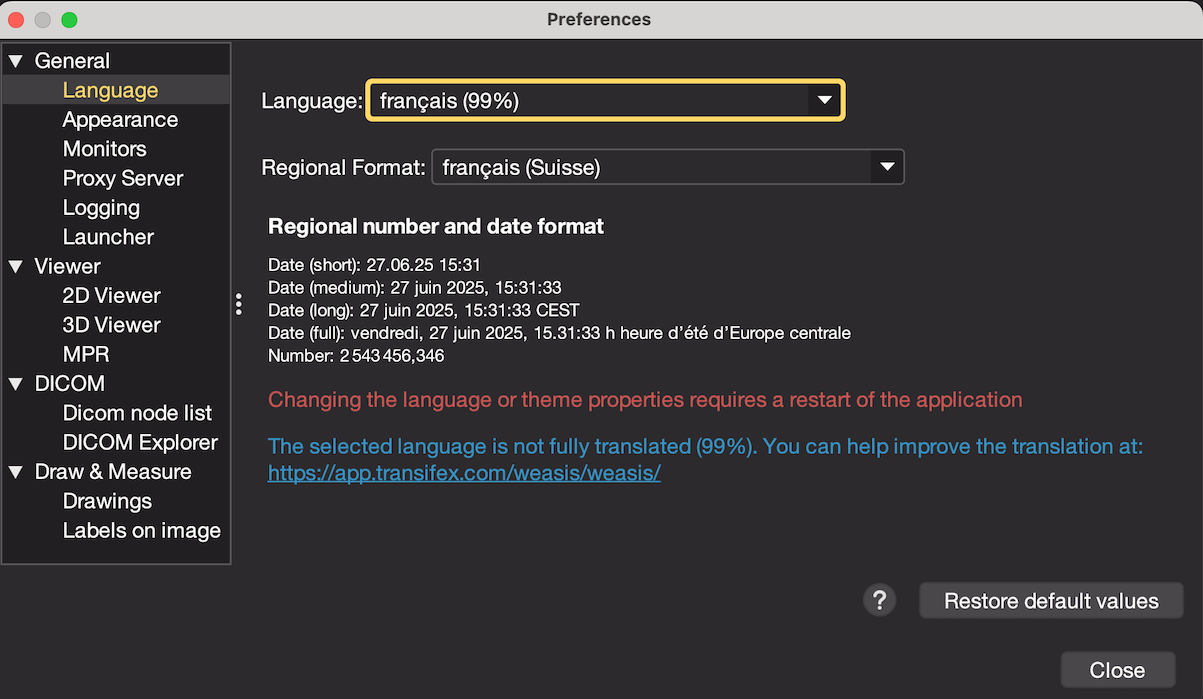 Preferences
General
Language
Appearance
Monitors
Proxy Server
Logging
Launcher
Viewer
2D Viewer
3D Viewer
MPR
DICOM
Dicom node list
DICOM Explorer
Draw & Measure
Drawings
Labels on image
Language: français (99%)
Regional Format: français (Suisse)
Regional number and date format
Date (short): 27.06.25 15:31
Date (medium): 27 juin 2025, 15:31:33
Date (long): 27 juin 2025, 15:31:33 CEST
Date (full): vendredi, 27 juin 2025, 15.31:33 h heure d’été d’Europe centrale
Number: 2 543 456,346
Changing the language or theme properties requires a restart of the application
The selected language is not fully translated (99%). You can help improve the translation at:
https://app.transifex.com/weasis/weasis/
?
Restore default values
Close